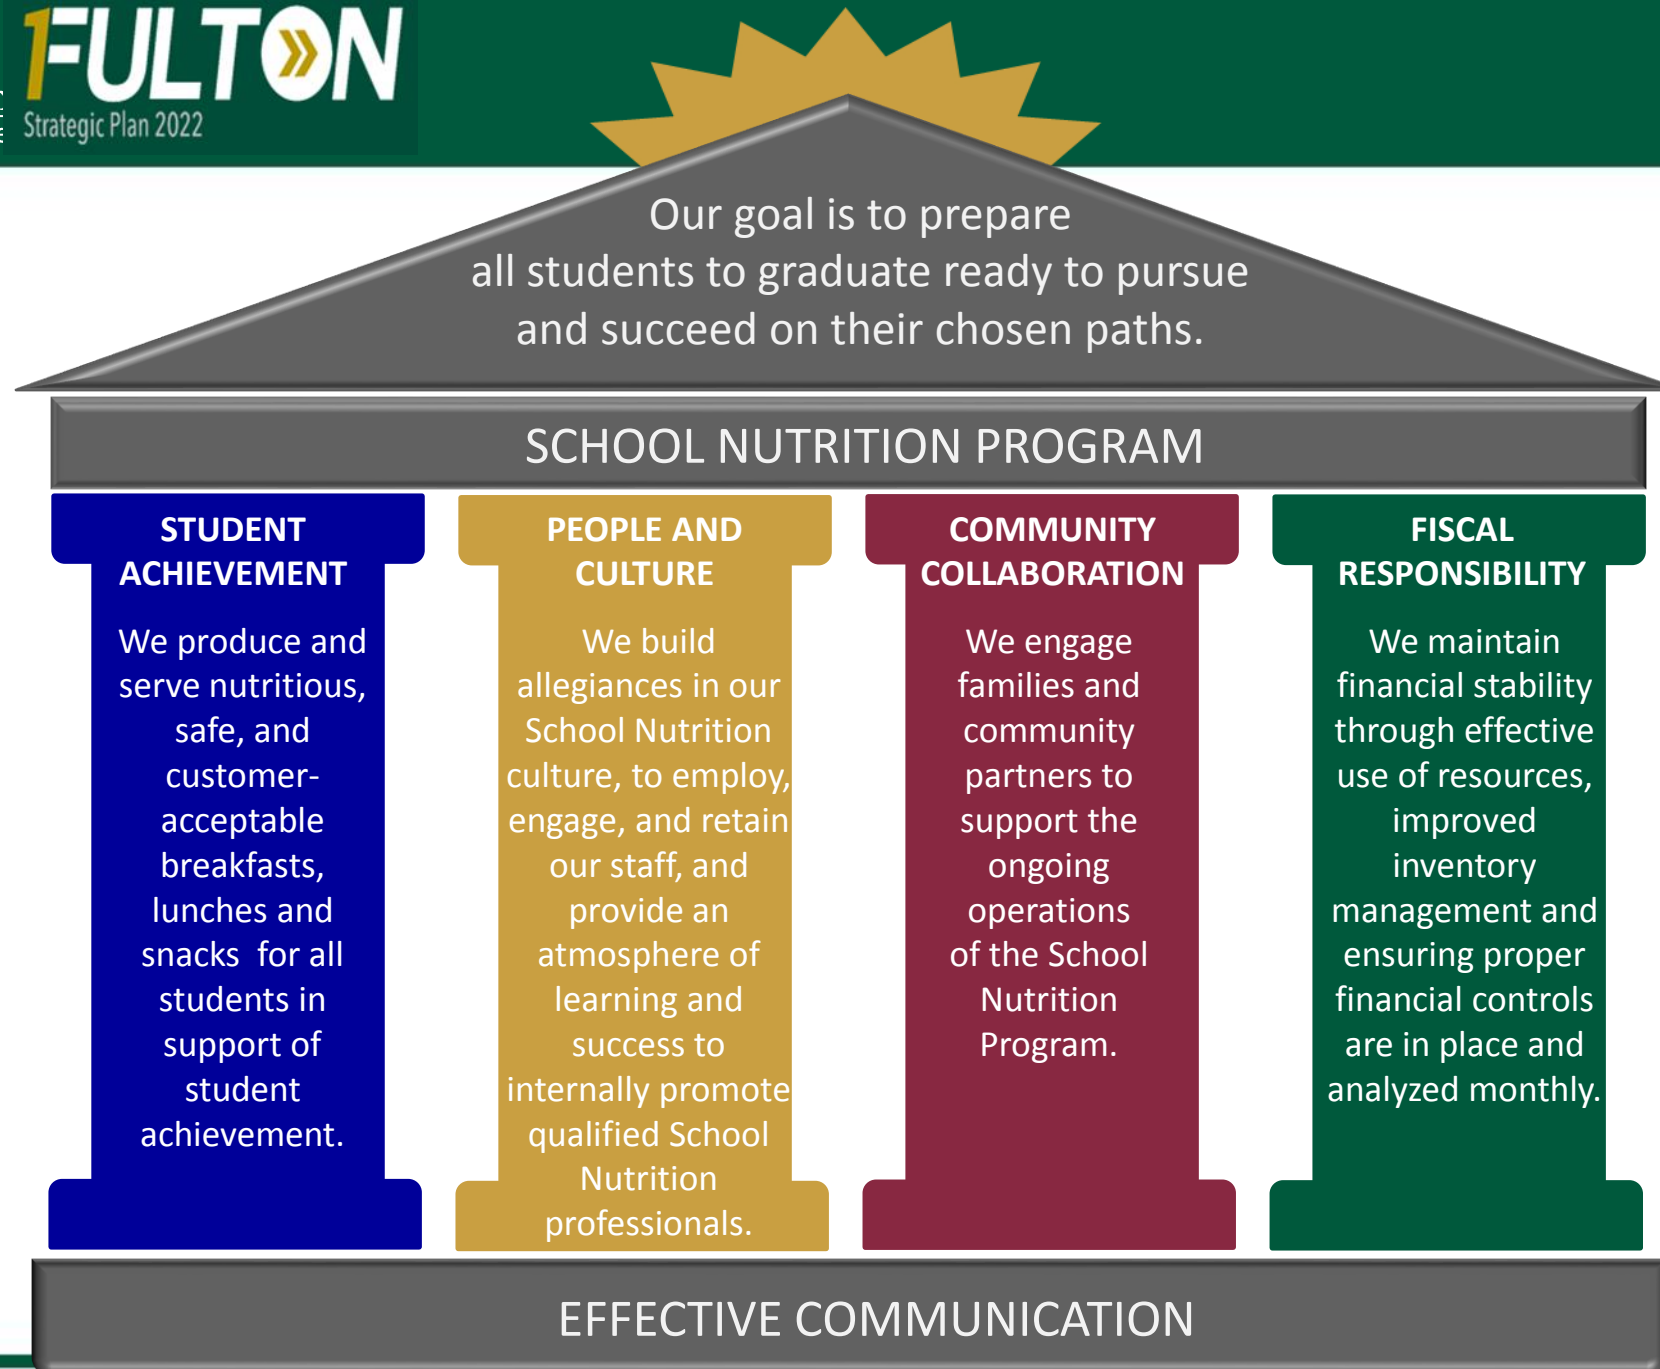 1FULTON
Strategic Plan 2022
Our goal is to prepare
all students to graduate ready to pursue
and succeed on their chosen paths.
SCHOOL NUTRITION PROGRAM
STUDENT
ACHIEVEMENT
We produce and
serve nutritious,
safe, and
customer-
acceptable
breakfasts,
lunches and
snacks  for all
students in
support of
student
achievement.
PEOPLE AND
CULTURE
We build
allegiances in our
School Nutrition
culture, to employ,
engage, and retain
our staff, and
provide an
atmosphere of
learning and
success to
internally promote
qualified School
Nutrition
professionals.
COMMUNITY
COLLABORATION
We engage
families and
community
partners to
support the
ongoing
operations
of the School
Nutrition
Program.
FISCAL
RESPONSIBILITY
We maintain
financial stability
through effective
use of resources,
improved
inventory
management and
ensuring proper
financial controls
are in place and
analyzed monthly.
EFFECTIVE COMMUNICATION